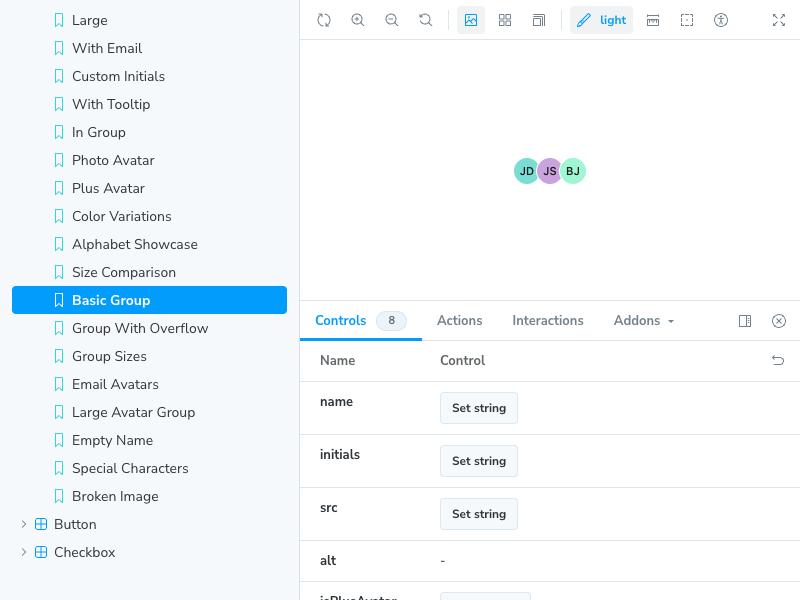 Large
With Email
Custom Initials
With Tooltip
In Group
Photo Avatar
Plus Avatar
Color Variations
Alphabet Showcase
Size Comparison
Basic Group
Group With Overflow
Group Sizes
Email Avatars
Large Avatar Group
Empty Name
Special Characters
Broken Image
Button
Checkbox
light
JD JS BJ
Controls 8 Actions Interactions Addons
Name Control
name Set string
initials Set string
src Set string
alt -
isPlusAvatar